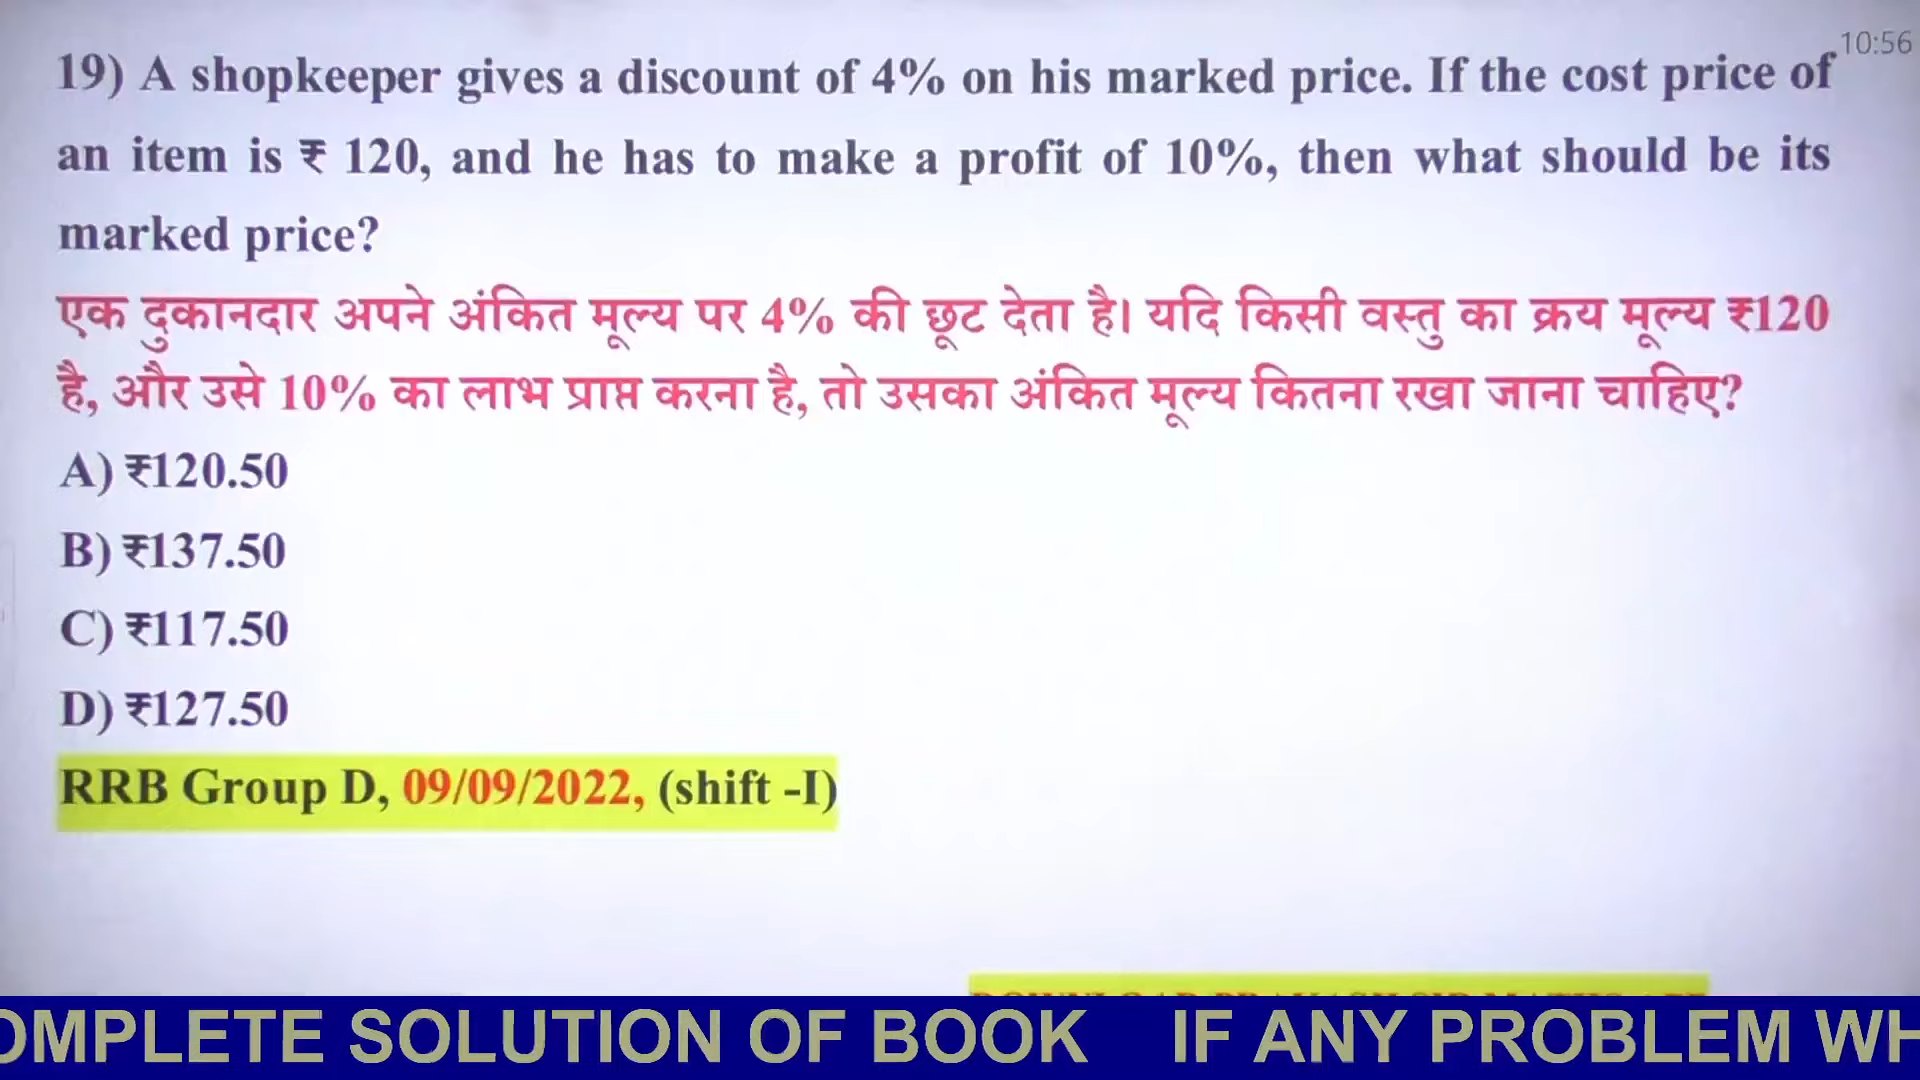 10:56
19) A shopkeeper gives a discount of 4% on his marked price. If the cost price of
an item is ₹ 120, and he has to make a profit of 10%, then what should be its
marked price?
एक दुकानदार अपने अंकित मूल्य पर 4% की छूट देता है। यदि किसी वस्तु का क्रय मूल्य ₹120
है, और उसे 10% का लाभ प्राप्त करना है, तो उसका अंकित मूल्य कितना रखा जाना चाहिए?
A) ₹120.50
B) ₹137.50
C) ₹117.50
D) ₹127.50
RRB Group D, 09/09/2022, (shift -I)
OMPLETE SOLUTION OF BOOK IF ANY PROBLEM WH